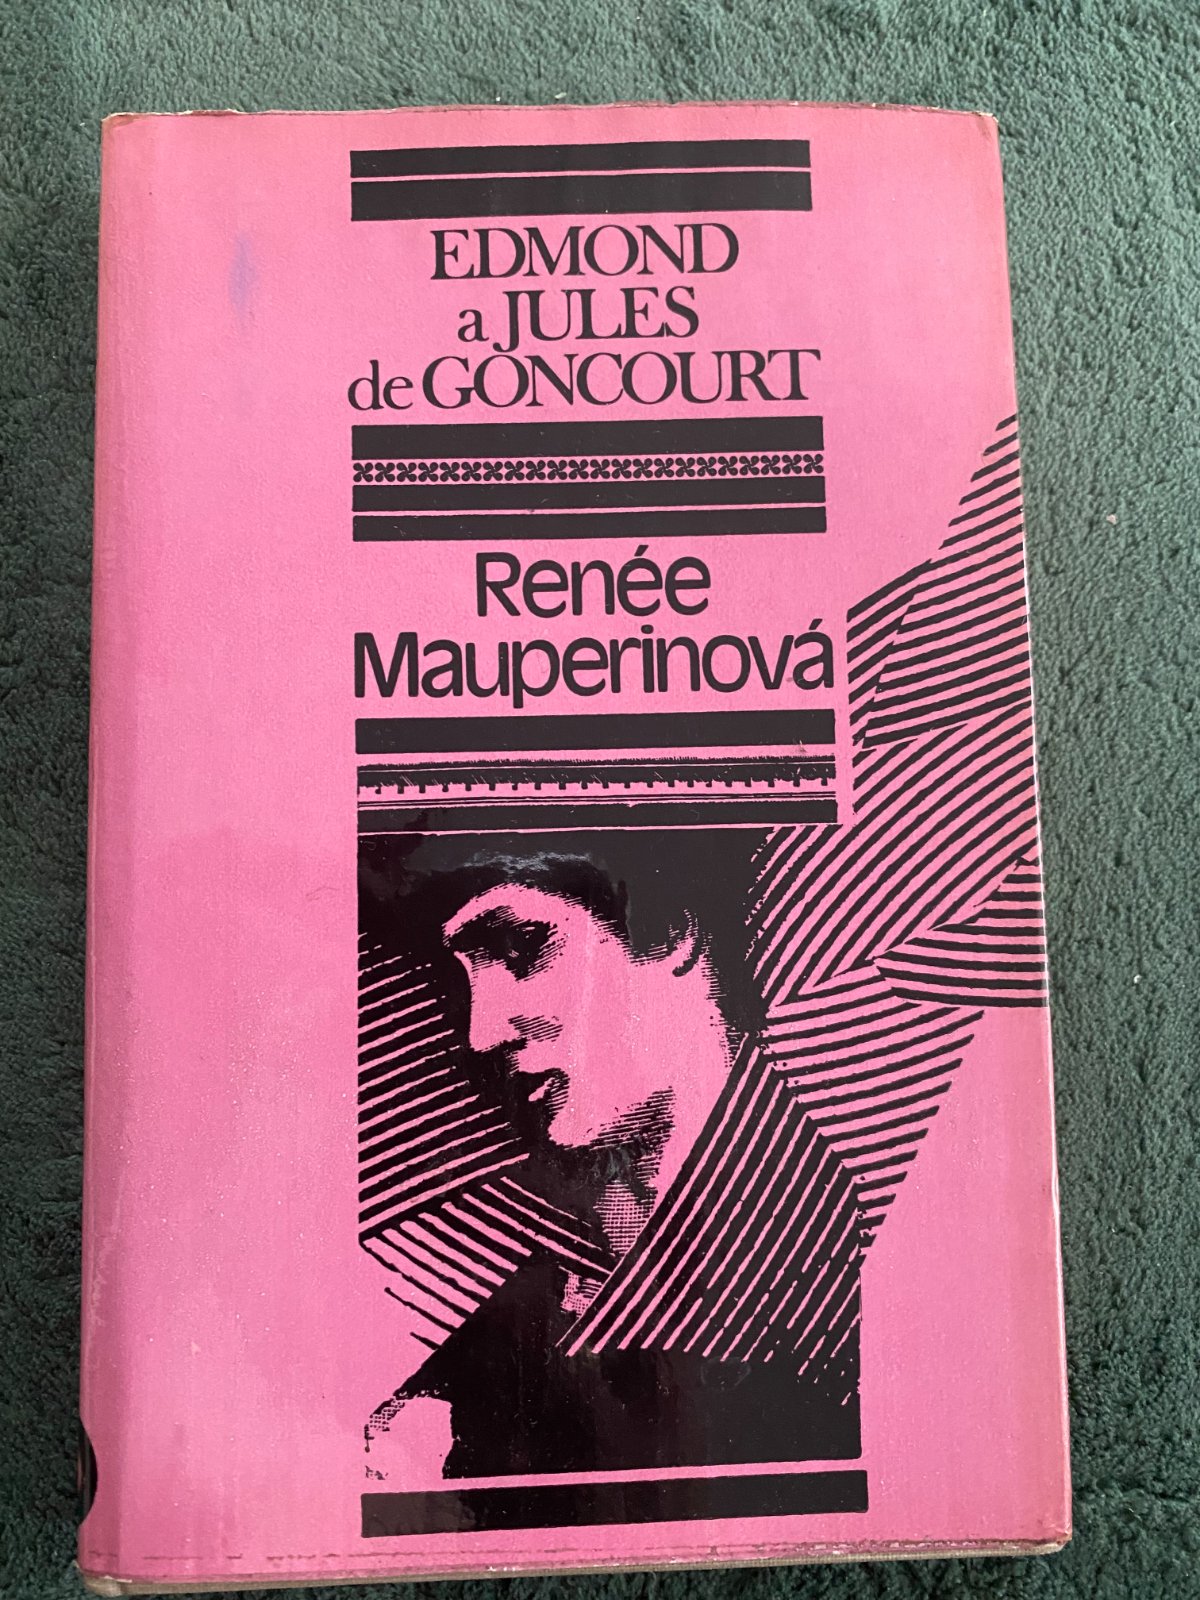 EDMOND
a JULES
de GONCOURT
Renée
Mauperinová